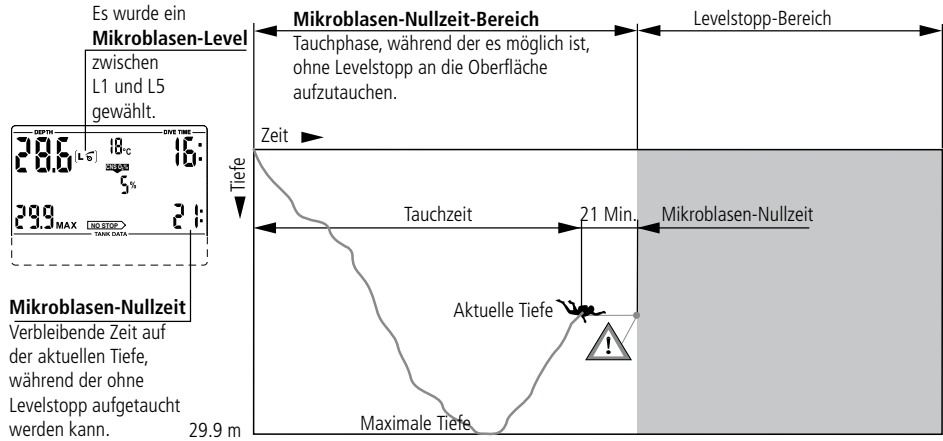 Es wurde ein
Mikroblasen-Level
zwischen
L1 und L5
gewählt.
Mikroblasen-Nullzeit-Bereich
Tauchphase, während der es möglich ist,
ohne Levelstopp an die Oberfläche
aufzutauchen.
Levelstopp-Bereich
DEPTH
DIVE TIME
28.6
18°C
16:
CNS O2%
5%
29.9 MAX
NO STOP
21:
TANK DATA
Zeit
Tiefe
Tauchzeit
21 Min.
Mikroblasen-Nullzeit
Aktuelle Tiefe
!
Maximale Tiefe
29.9 m
Mikroblasen-Nullzeit
Verbleibende Zeit auf
der aktuellen Tiefe,
während der ohne
Levelstopp aufgetaucht
werden kann.